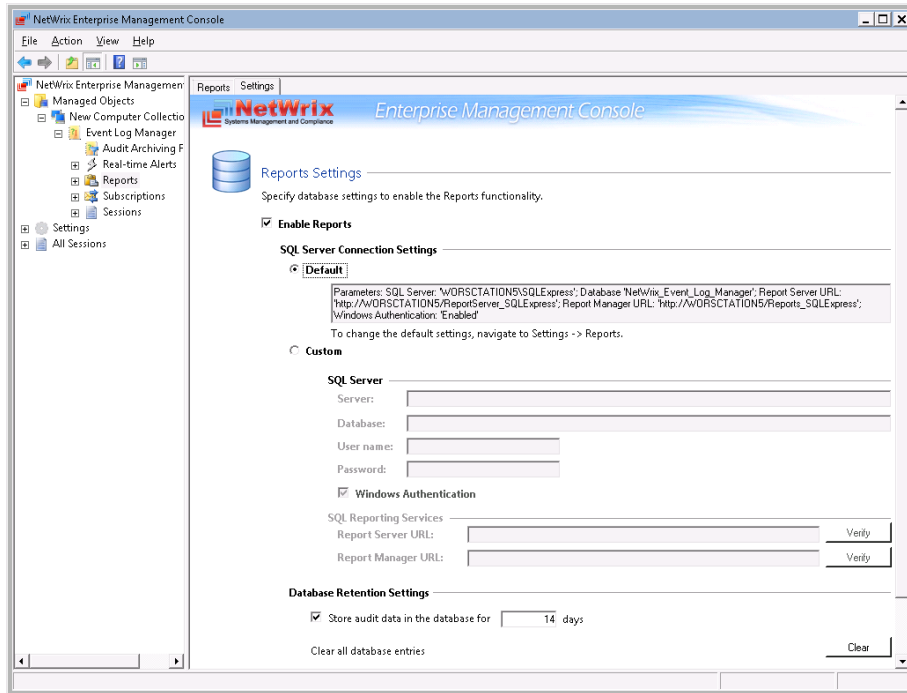 NetWrix Enterprise Management Console
File Action View Help
NetWrix Enterprise Managemen
Managed Objects
New Computer Collectio
Event Log Manager
Audit Archiving F
Real-time Alerts
Reports
Subscriptions
Sessions
Settings
All Sessions
Reports Settings
NetWrix
Systems Management and Compliance
Enterprise Management Console
Reports Settings
Specify database settings to enable the Reports functionality.
Enable Reports
SQL Server Connection Settings
Default
Parameters: SQL Server: 'WORSCTATION5\SQLExpress'; Database 'NetWrix_Event_Log_Manager'; Report Server URL:
'http://WORSCTATION5/ReportServer_SQLExpress'; Report Manager URL: 'http://WORSCTATION5/Reports_SQLExpress';
Windows Authentication: 'Enabled'
To change the default settings, navigate to Settings -> Reports.
Custom
SQL Server
Server:
Database:
User name:
Password:
Windows Authentication
SQL Reporting Services
Report Server URL: Verify
Report Manager URL: Verify
Database Retention Settings
Store audit data in the database for 14 days
Clear all database entries Clear